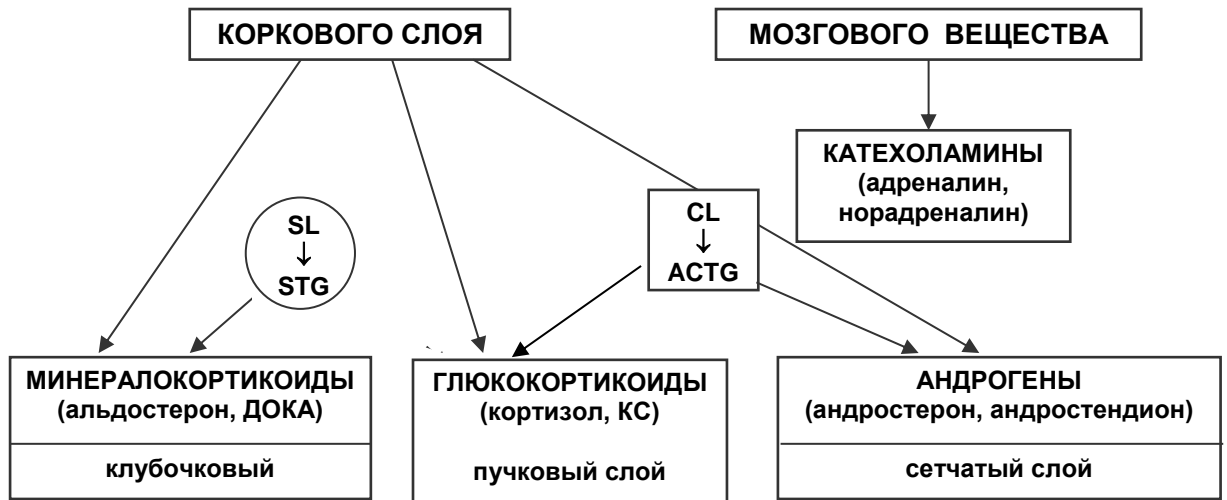 КОРКОВОГО СЛОЯ
МОЗГОВОГО ВЕЩЕСТВА
КАТЕХОЛАМИНЫ
(адреналин,
норадреналин)
SL
↓
STG
CL
↓
ACTG
МИНЕРАЛОКОРТИКОИДЫ
(альдостерон, ДОКА)
клубочковый
ГЛЮКОКОРТИКОИДЫ
(кортизол, КС)
пучковый слой
АНДРОГЕНЫ
(андростерон, андростендион)
сетчатый слой